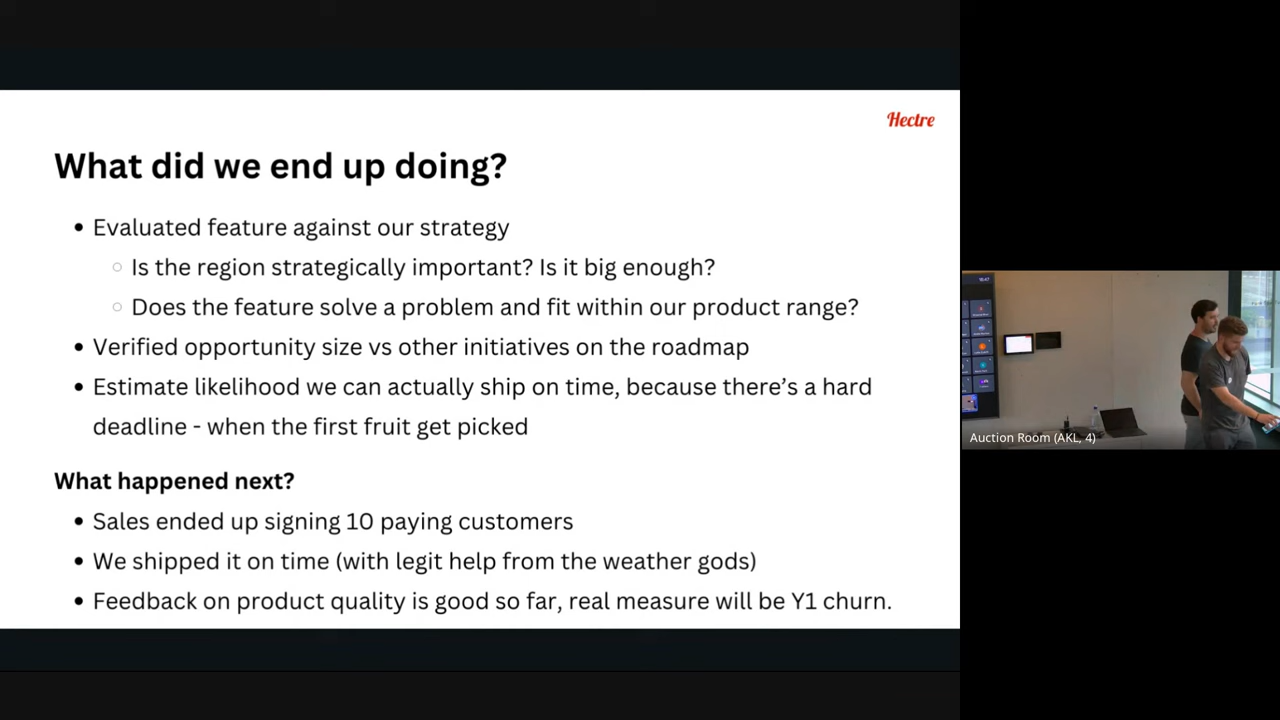 Hectre
What did we end up doing?
• Evaluated feature against our strategy
○ Is the region strategically important? Is it big enough?
○ Does the feature solve a problem and fit within our product range?
• Verified opportunity size vs other initiatives on the roadmap
• Estimate likelihood we can actually ship on time, because there’s a hard
deadline - when the first fruit get picked
What happened next?
• Sales ended up signing 10 paying customers
• We shipped it on time (with legit help from the weather gods)
• Feedback on product quality is good so far, real measure will be Y1 churn.
Auction Room (AKL, 4)